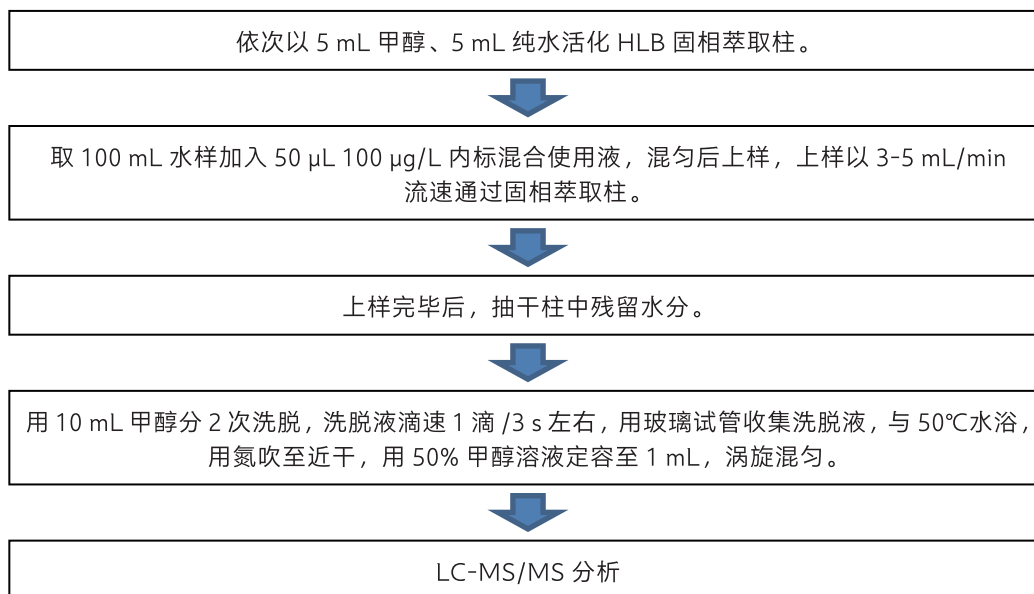 依次以 5 mL 甲醇、5 mL 纯水活化 HLB 固相萃取柱。
取 100 mL 水样加入 50 μL 100 μg/L 内标混合使用液，混匀后上样，上样以 3-5 mL/min
流速通过固相萃取柱。
上样完毕后，抽干柱中残留水分。
用 10 mL 甲醇分 2 次洗脱，洗脱液滴速 1 滴 /3 s 左右，用玻璃试管收集洗脱液，与 50℃水浴，
用氮吹至近干，用 50% 甲醇溶液定容至 1 mL，涡旋混匀。
LC-MS/MS 分析